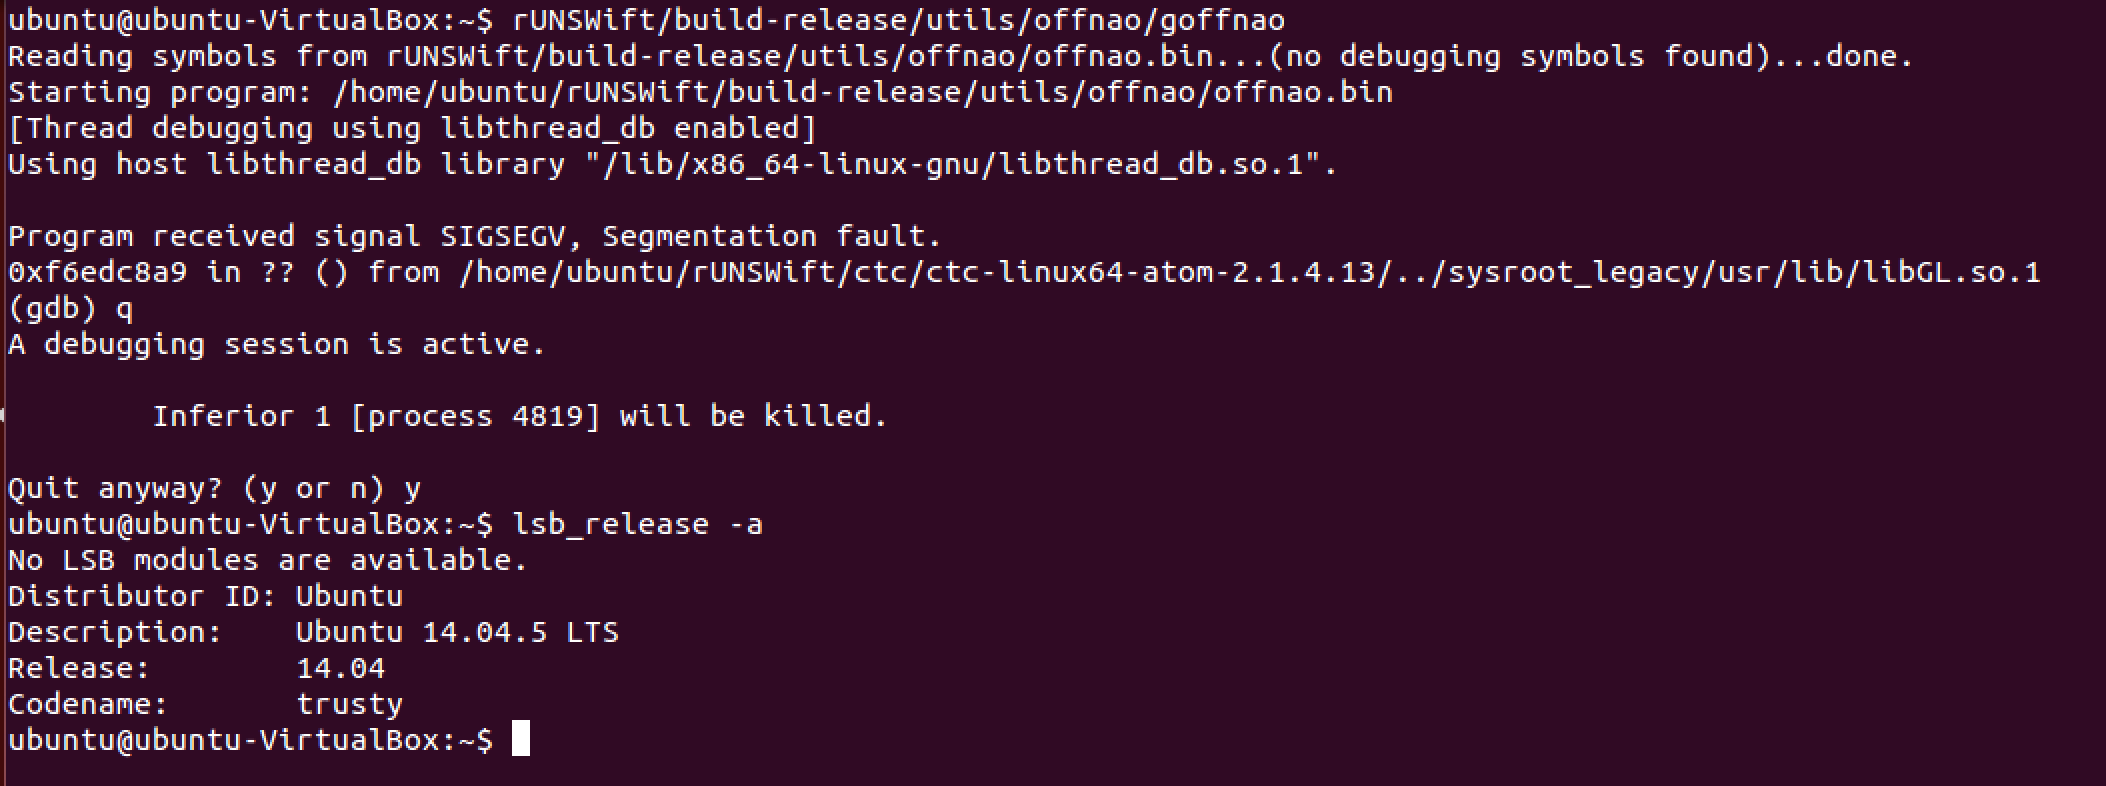 ubuntu@ubuntu-VirtualBox:~$ rUNSWift/build-release/utils/offnao/goffnao
Reading symbols from rUNSWift/build-release/utils/offnao/offnao.bin...(no debugging symbols found)...done.
Starting program: /home/ubuntu/rUNSWift/build-release/utils/offnao/offnao.bin
[Thread debugging using libthread_db enabled]
Using host libthread_db library "/lib/x86_64-linux-gnu/libthread_db.so.1".
Program received signal SIGSEGV, Segmentation fault.
0xf6edc8a9 in ?? () from /home/ubuntu/rUNSWift/ctc/ctc-linux64-atom-2.1.4.13/../sysroot_legacy/usr/lib/libGL.so.1
(gdb) q
A debugging session is active.
Inferior 1 [process 4819] will be killed.
Quit anyway? (y or n) y
ubuntu@ubuntu-VirtualBox:~$ lsb_release -a
No LSB modules are available.
Distributor ID: Ubuntu
Description:    Ubuntu 14.04.5 LTS
Release:        14.04
Codename:       trusty
ubuntu@ubuntu-VirtualBox:~$